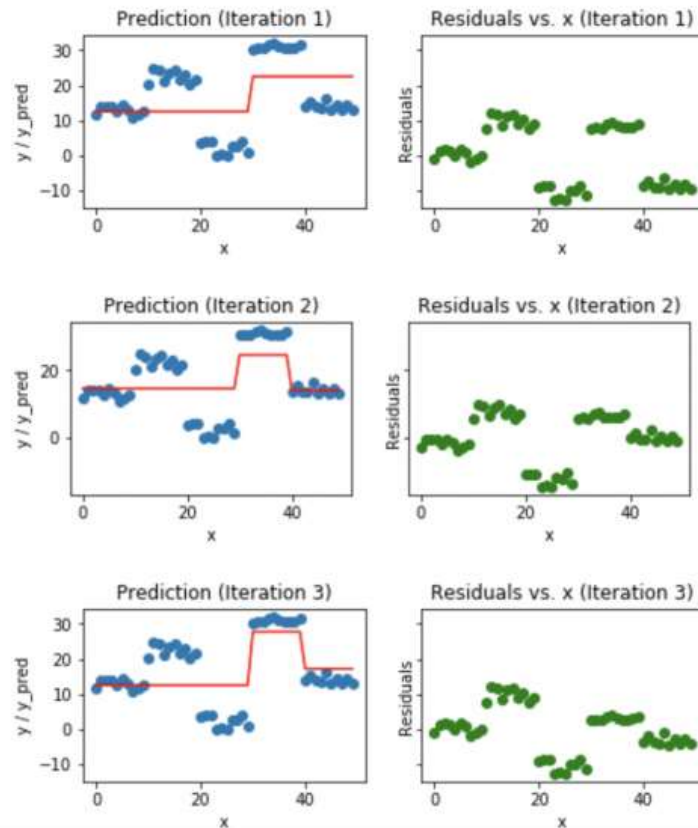 Prediction (Iteration 1)
y / y_pred
30
20
10
0
−10
0
20
40
x
Residuals vs. x (Iteration 1)
Residuals
0
20
40
x
Prediction (Iteration 2)
y / y_pred
20
0
0
20
40
x
Residuals vs. x (Iteration 2)
Residuals
0
20
40
x
Prediction (Iteration 3)
y / y_pred
30
20
10
0
−10
0
20
40
x
Residuals vs. x (Iteration 3)
Residuals
0
20
40
x